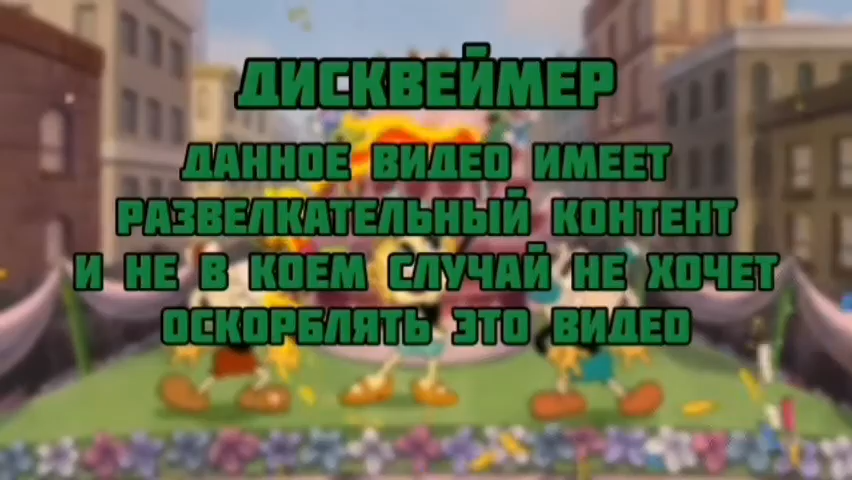 ДИСКВЕЙМЕР
ДАННОЕ ВИДЕО ИМЕЕТ
РАЗВЕЛКАТЕЛЬНЫЙ КОНТЕНТ
И НЕ В КОЕМ СЛУЧАЙ НЕ ХОЧЕТ
ОСКОРБЛЯТЬ ЭТО ВИДЕО